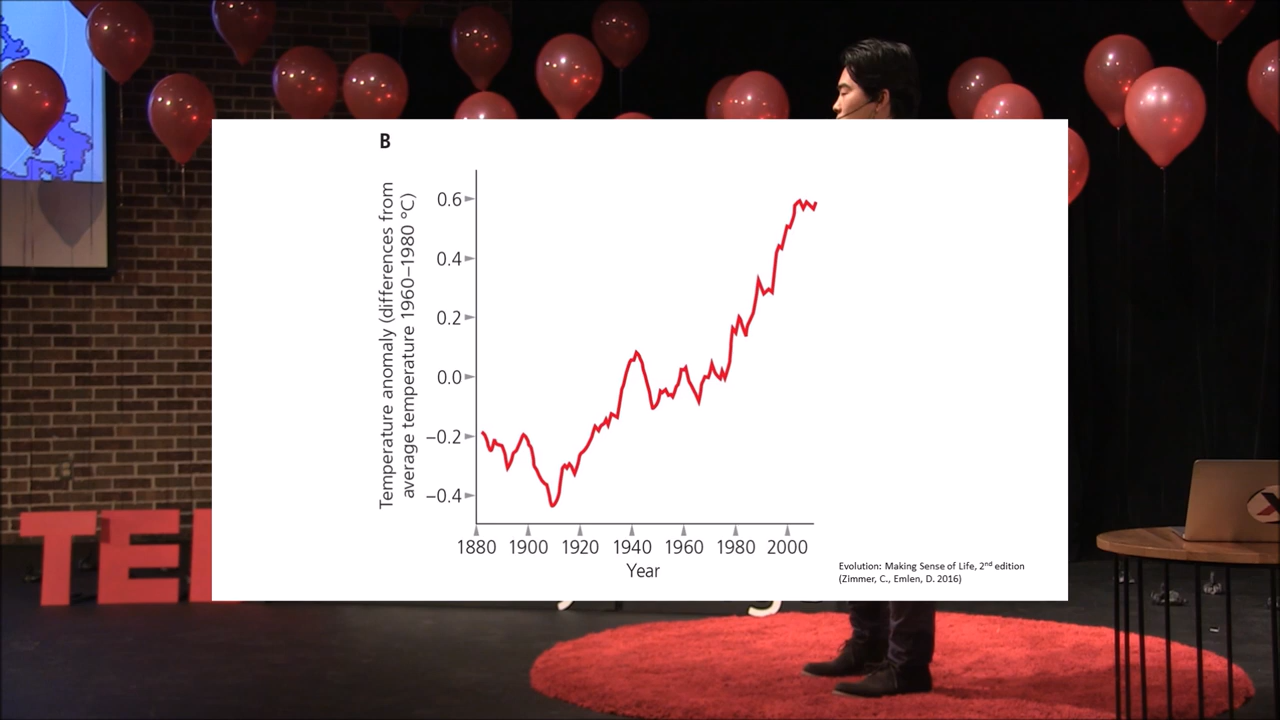 B
Temperature anomaly (differences from
average temperature 1960–1980 °C)
0.6
0.4
0.2
0.0
−0.2
−0.4
1880 1900 1920 1940 1960 1980 2000
Year
Evolution: Making Sense of Life, 2nd edition
(Zimmer, C., Emlen, D. 2016)
TE
X